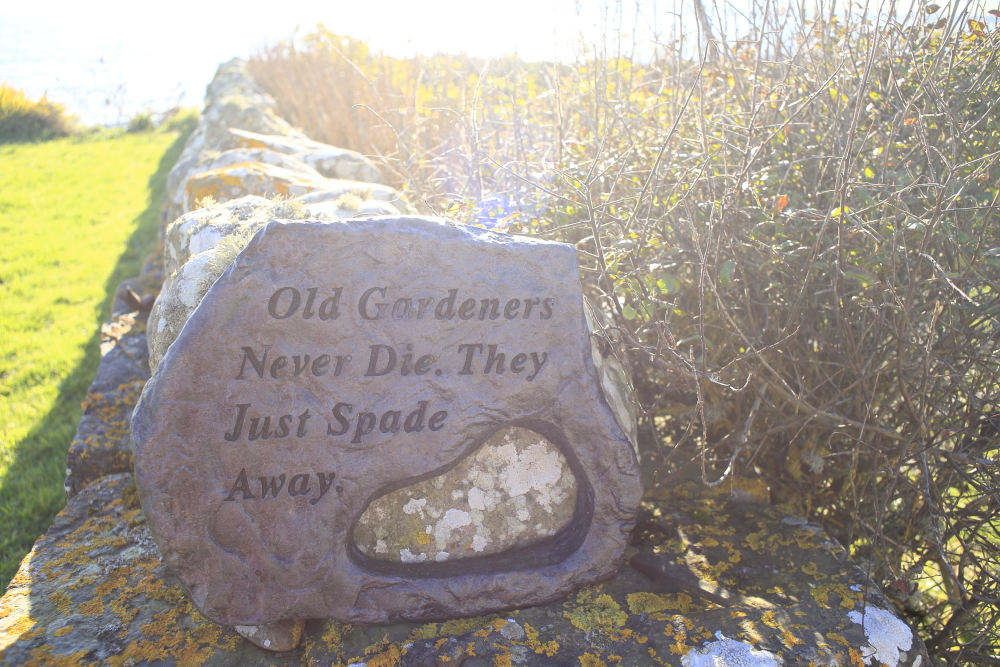 Old Gardeners
Never Die. They
Just Spade
Away.